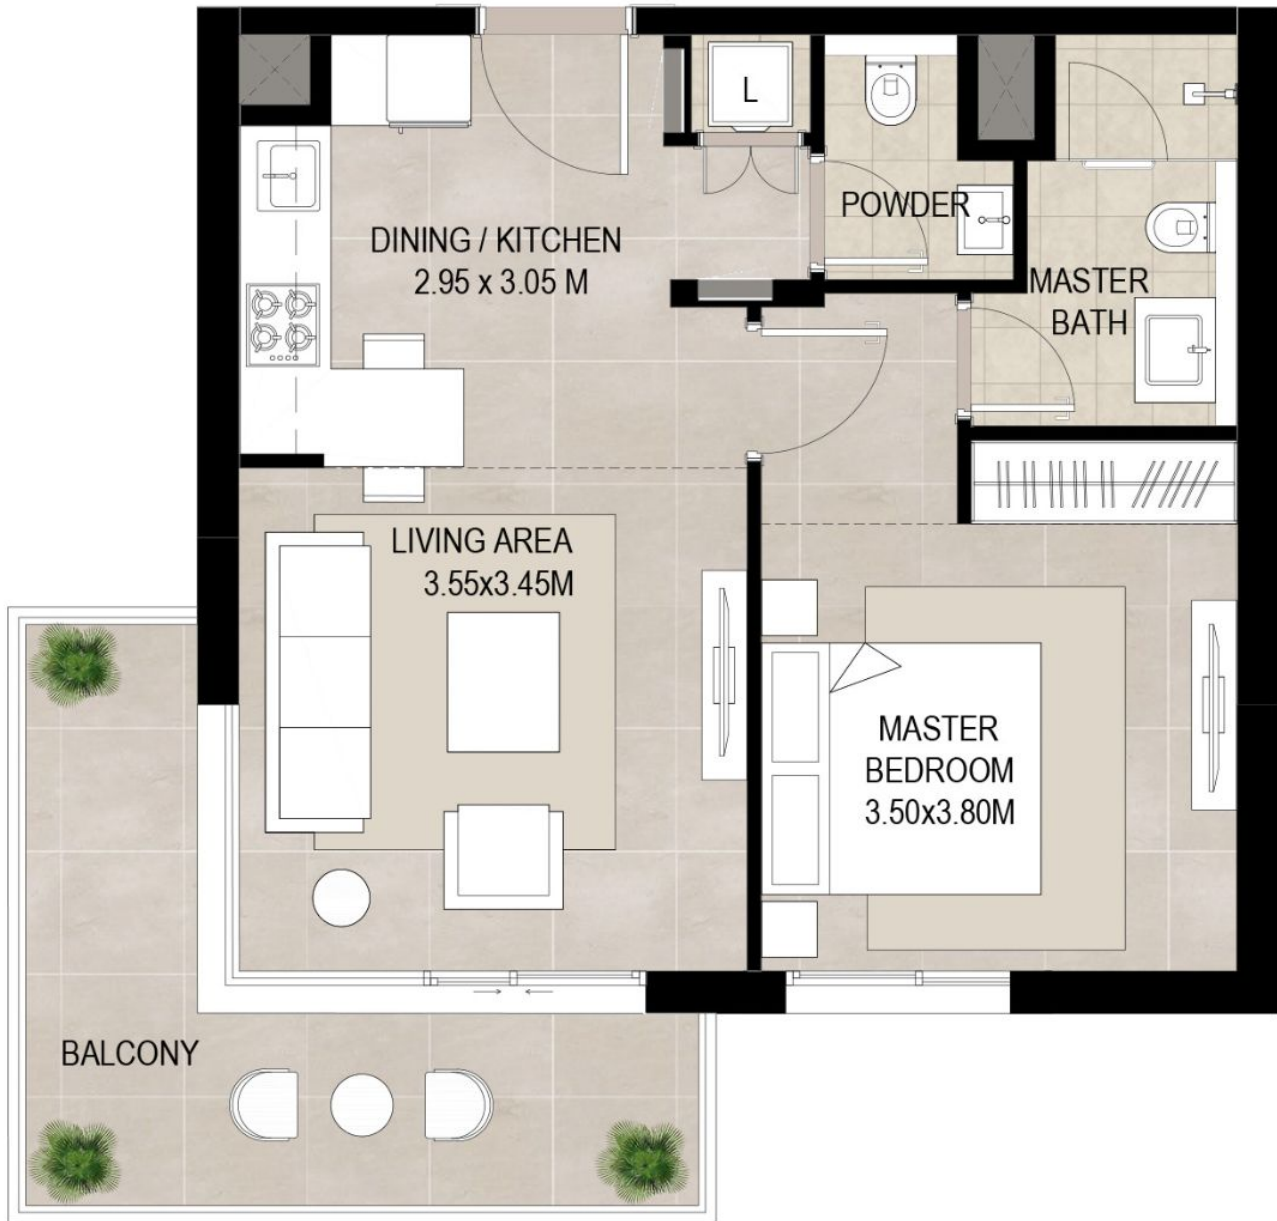 L
POWDER
DINING / KITCHEN
2.95 x 3.05 M
MASTER
BATH
LIVING AREA
3.55x3.45M
MASTER
BEDROOM
3.50x3.80M
BALCONY